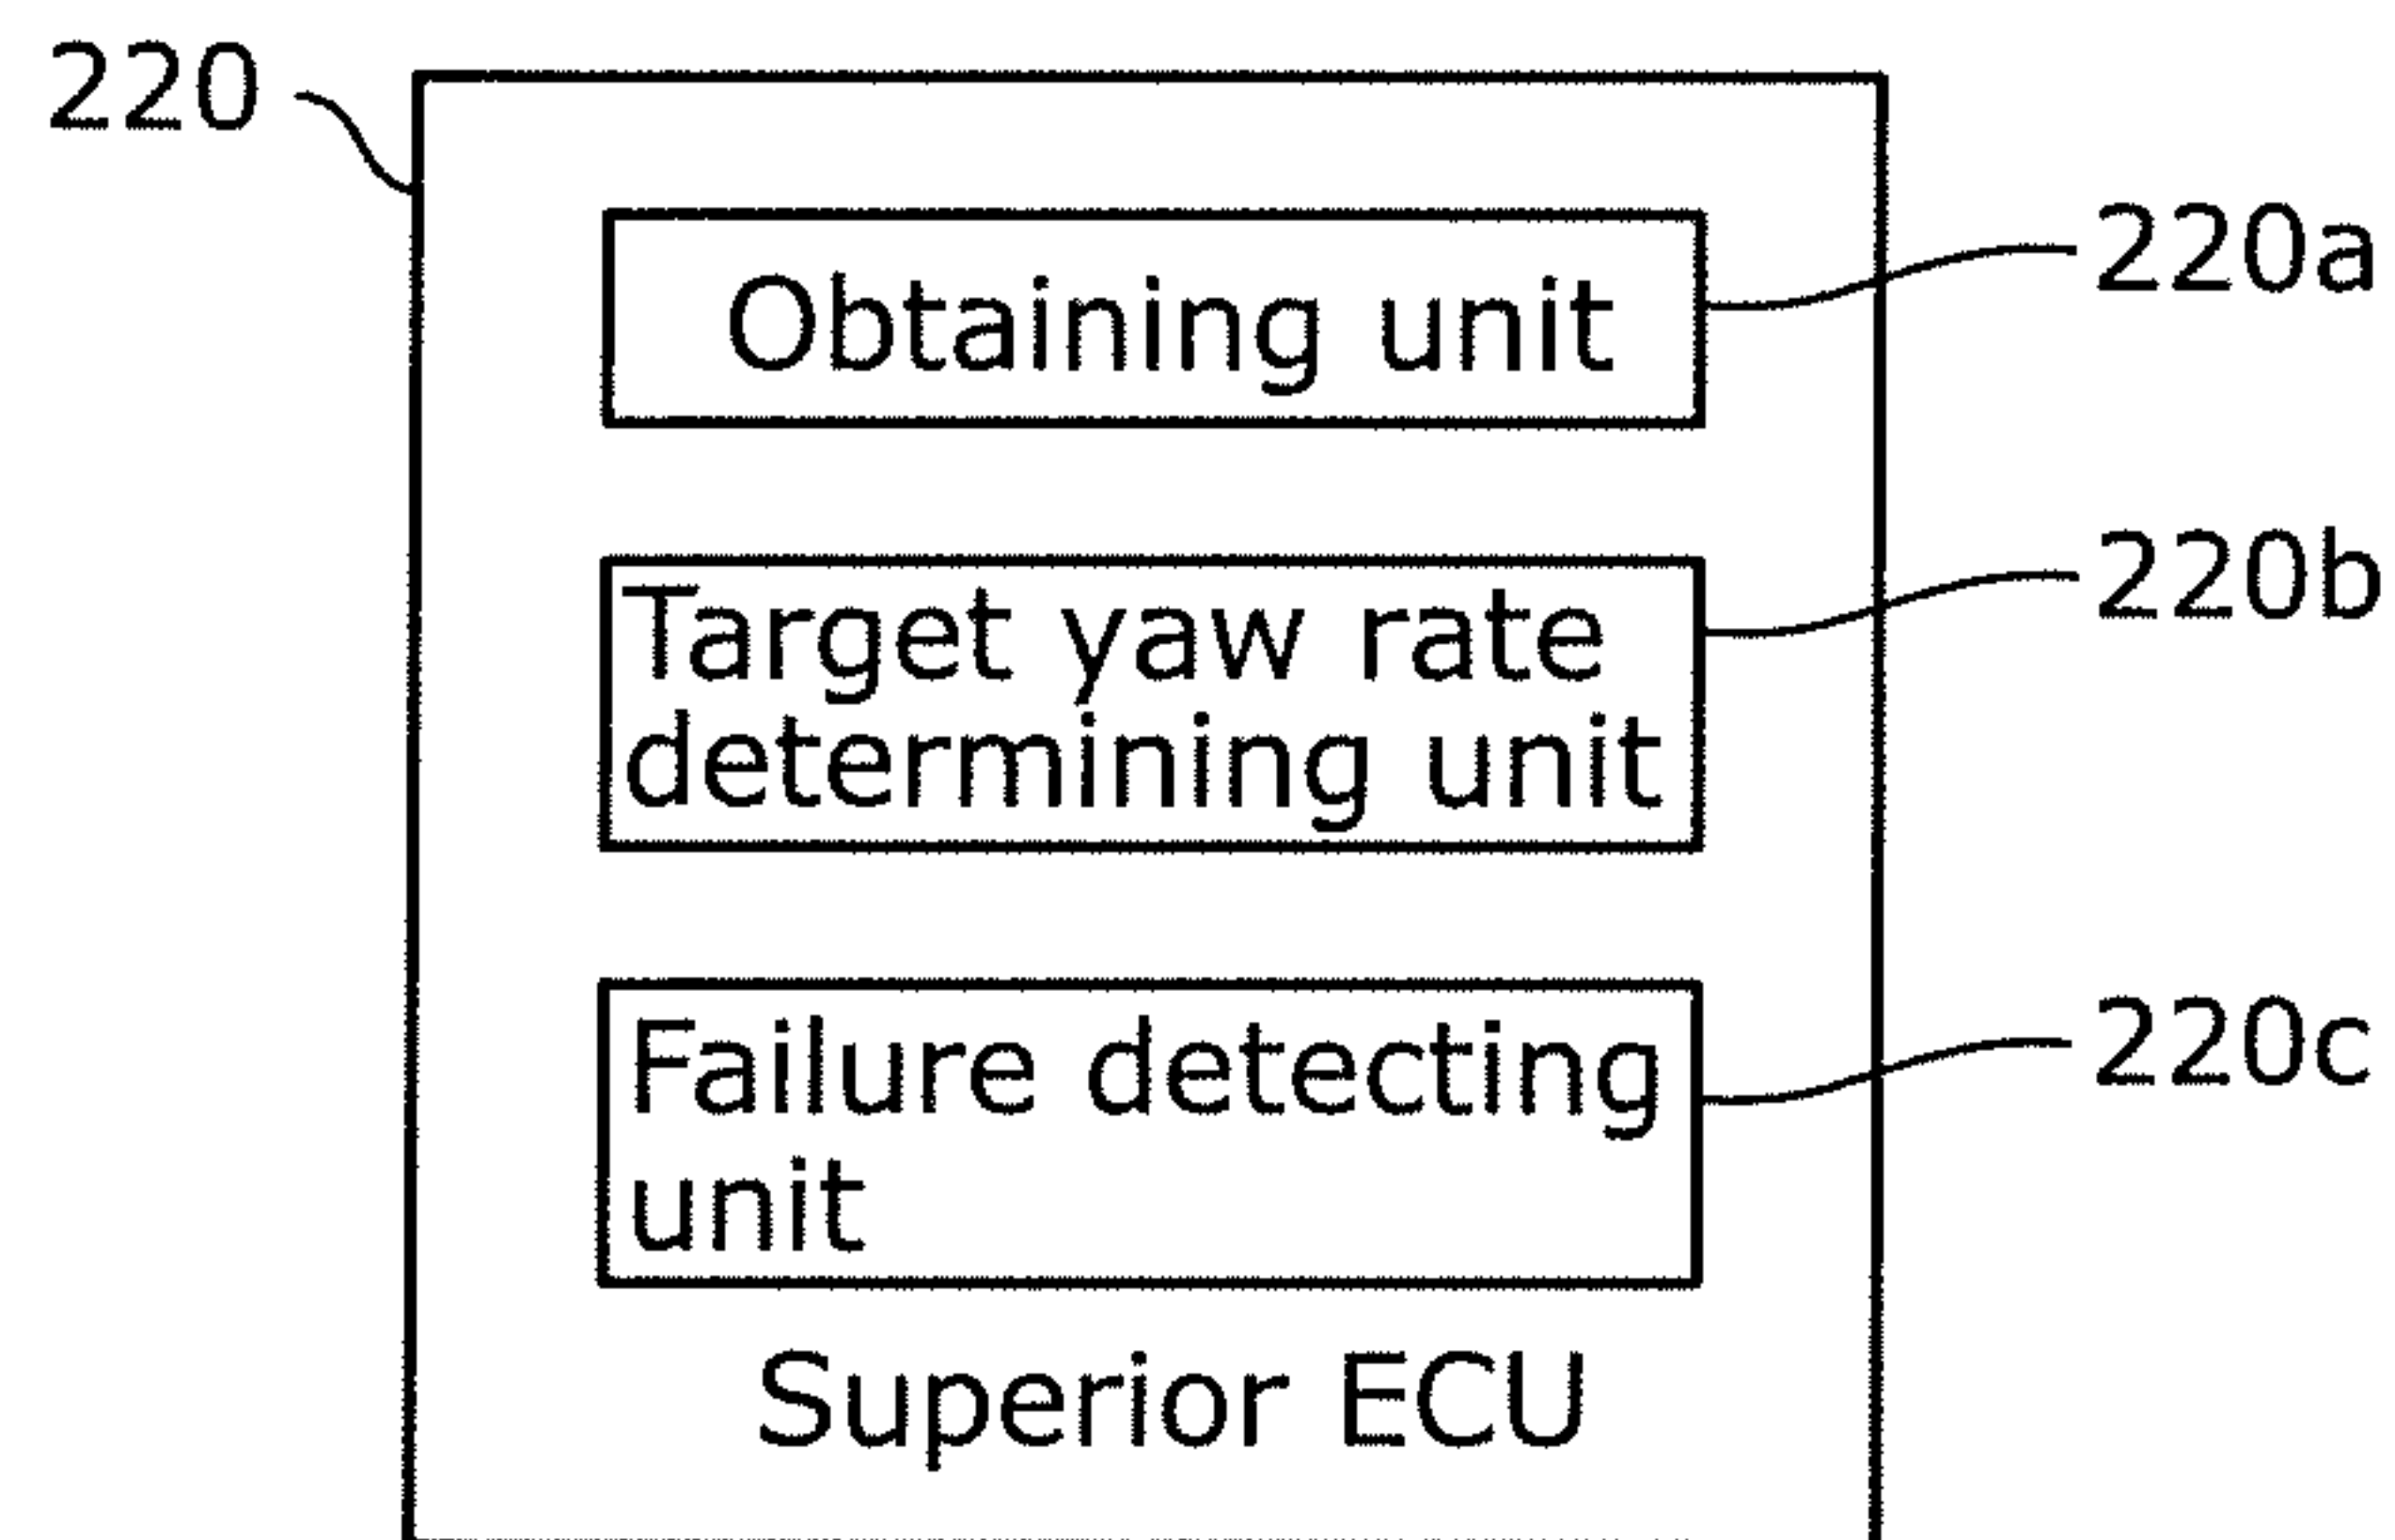 220
Obtaining unit
220a
Target yaw rate
determining unit
220b
Failure detecting
unit
220c
Superior ECU